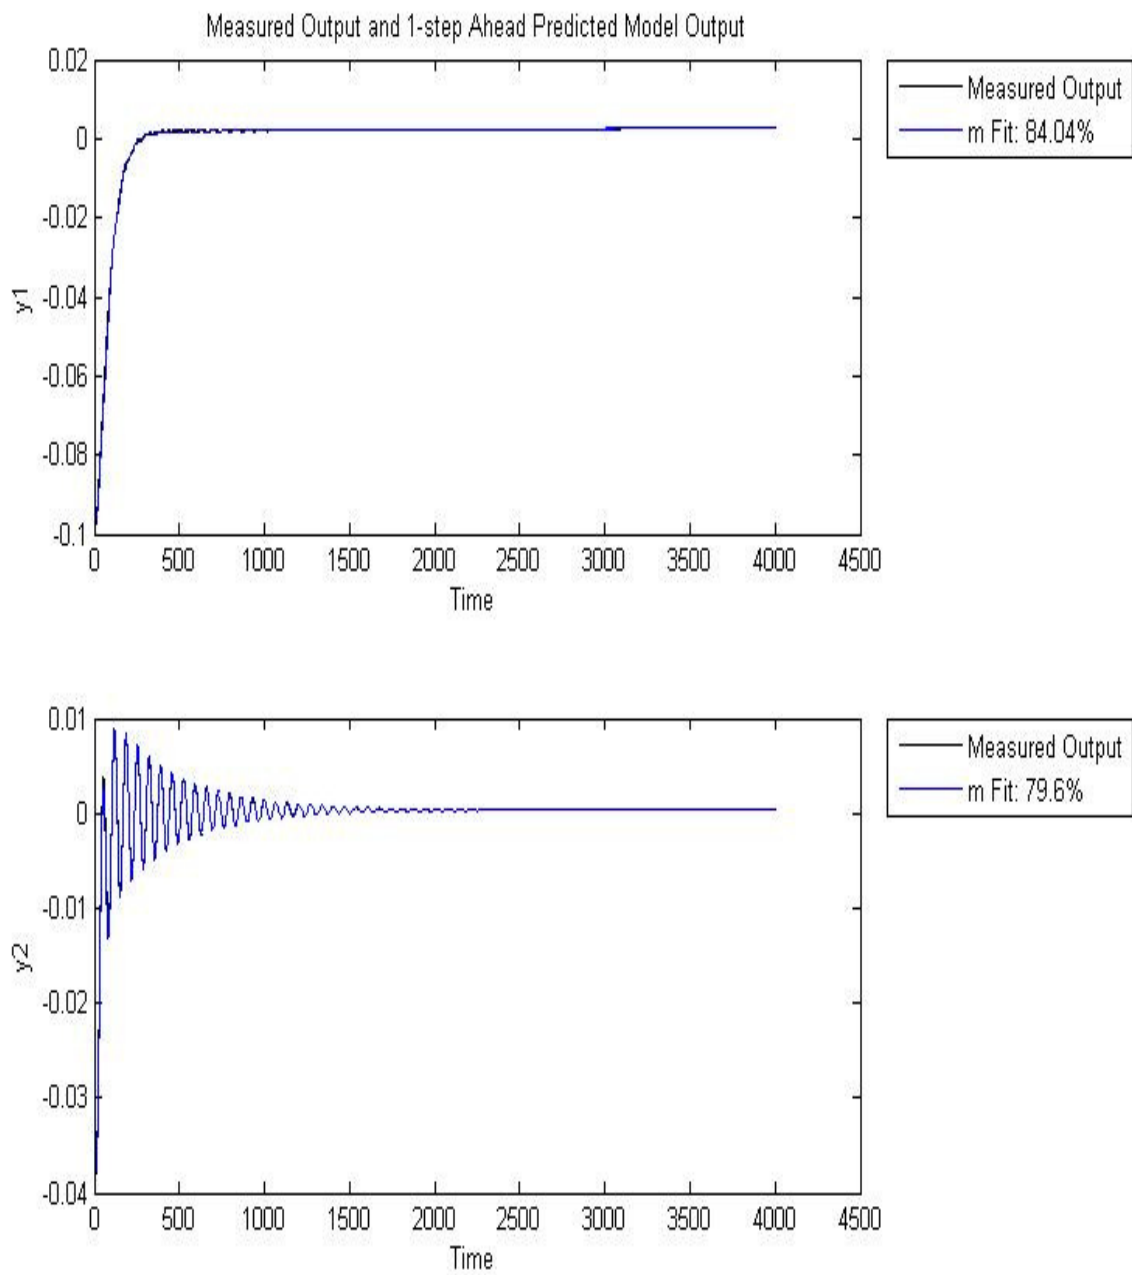 Measured Output and 1-step Ahead Predicted Model Output
0.02
0
-0.02
-0.04
-0.06
-0.08
-0.1
y1
0 500 1000 1500 2000 2500 3000 3500 4000 4500
Time
Measured Output
m Fit: 84.04%
0.01
0
-0.01
-0.02
-0.03
-0.04
y2
0 500 1000 1500 2000 2500 3000 3500 4000 4500
Time
Measured Output
m Fit: 79.6%